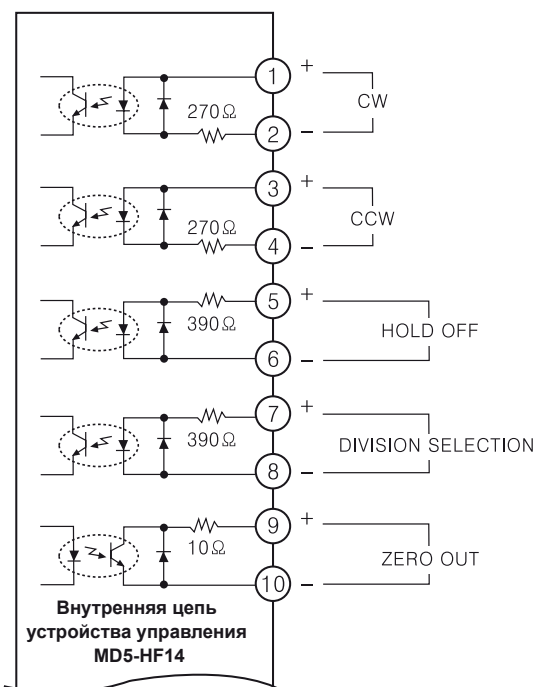 1 +
CW
270Ω
2 −
3 +
CCW
270Ω
4 −
5 +
390Ω
HOLD OFF
6 −
7 +
390Ω
DIVISION SELECTION
8 −
9 +
10Ω
ZERO OUT
10 −
Внутренняя цепь
устройства управления
MD5-HF14